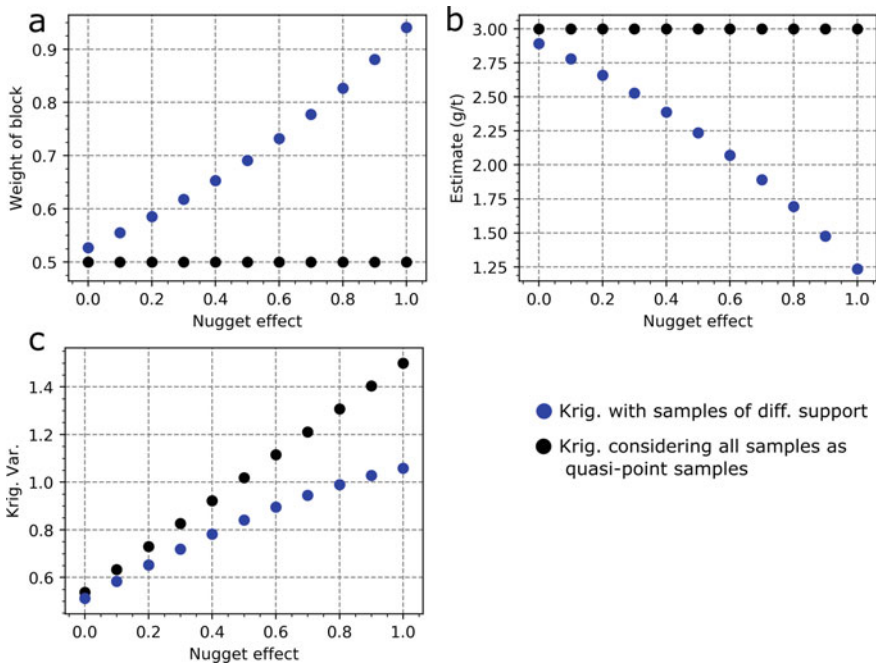 a
0.9
0.8
0.7
0.6
0.5
Weight of block
0.0 0.2 0.4 0.6 0.8 1.0
Nugget effect
b
3.00
2.75
2.50
2.25
2.00
1.75
1.50
1.25
Estimate (g/t)
0.0 0.2 0.4 0.6 0.8 1.0
Nugget effect
c
1.4
1.2
1.0
0.8
0.6
Krig. Var.
0.0 0.2 0.4 0.6 0.8 1.0
Nugget effect
Krig. with samples of diff. support
Krig. considering all samples as
quasi-point samples